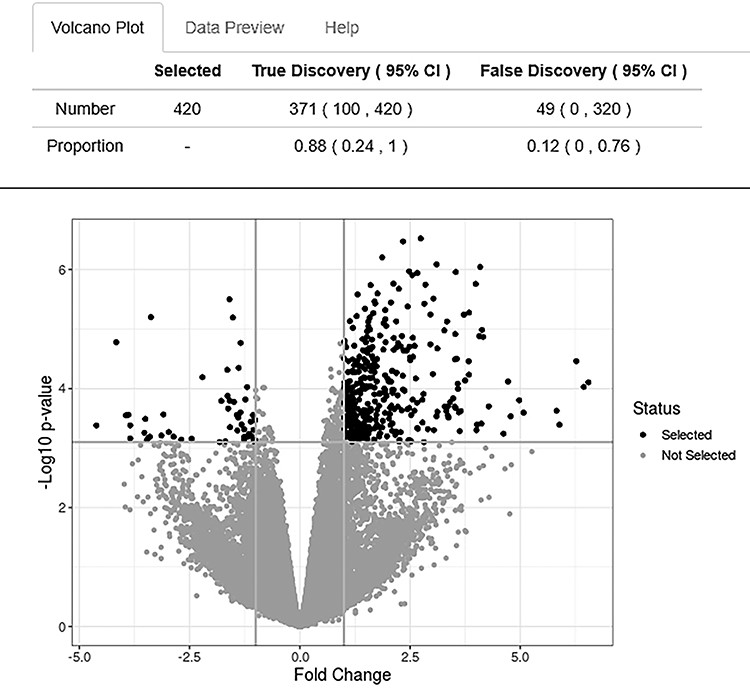 Volcano Plot Data Preview Help
Selected True Discovery ( 95% CI ) False Discovery ( 95% CI )
Number 420 371 ( 100 , 420 ) 49 ( 0 , 320 )
Proportion - 0.88 ( 0.24 , 1 ) 0.12 ( 0 , 0.76 )
6
4
2
0
-Log10 p-value
-5.0 -2.5 0.0 2.5 5.0
Fold Change
Status
Selected
Not Selected